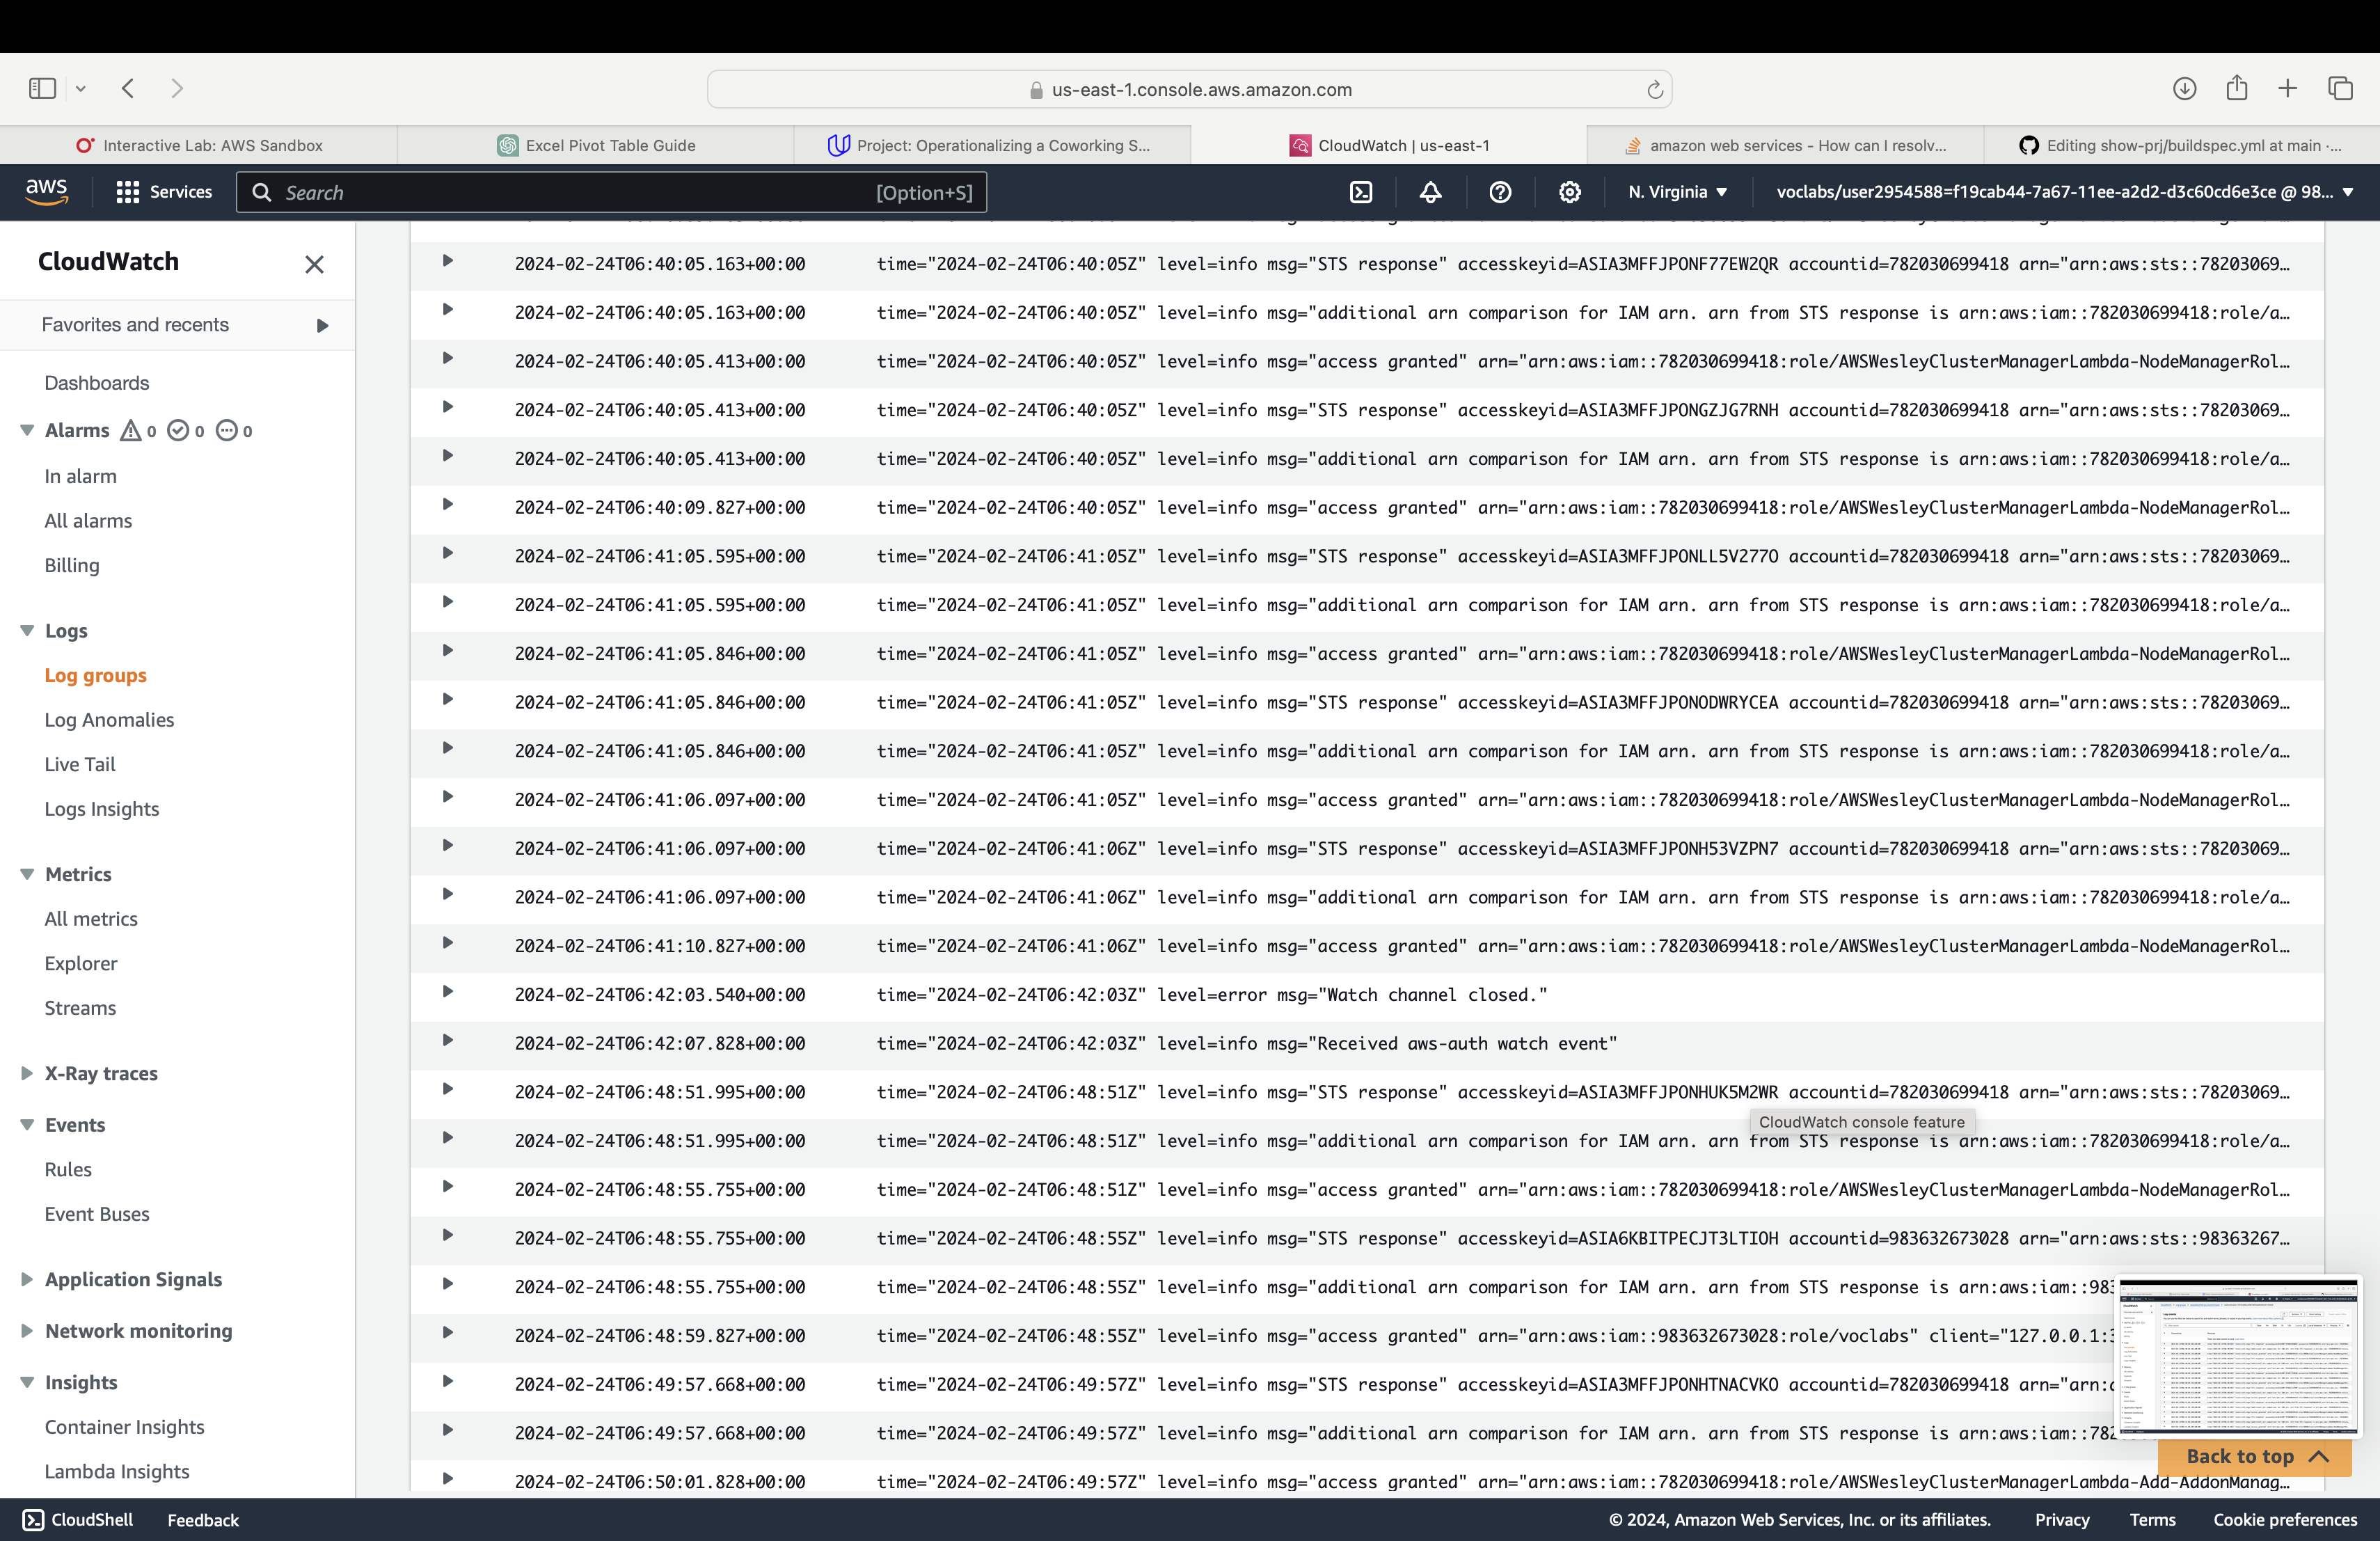 us-east-1.console.aws.amazon.com
Interactive Lab: AWS Sandbox
Excel Pivot Table Guide
Project: Operationalizing a Coworking S...
CloudWatch | us-east-1
amazon web services - How can I resolv...
Editing show-prj/buildspec.yml at main ·...
aws
Services
Search
[Option+S]
N. Virginia
voclabs/user2954588=f19cab44-7a67-11ee-a2d2-d3c60cd6e3ce @ 98...
CloudWatch
Favorites and recents
Dashboards
Alarms 0 0 0
In alarm
All alarms
Billing
Logs
Log groups
Log Anomalies
Live Tail
Logs Insights
Metrics
All metrics
Explorer
Streams
X-Ray traces
Events
Rules
Event Buses
Application Signals
Network monitoring
Insights
Container Insights
Lambda Insights
2024-02-24T06:40:05.163+00:00 time="2024-02-24T06:40:05Z" level=info msg="STS response" accesskeyid=ASIA3MFFJPONF77EW2QR accountid=782030699418 arn="arn:aws:sts::78203069…
2024-02-24T06:40:05.163+00:00 time="2024-02-24T06:40:05Z" level=info msg="additional arn comparison for IAM arn. arn from STS response is arn:aws:iam::782030699418:role/a…
2024-02-24T06:40:05.413+00:00 time="2024-02-24T06:40:05Z" level=info msg="access granted" arn="arn:aws:iam::782030699418:role/AWSWesleyClusterManagerLambda-NodeManagerRol…
2024-02-24T06:40:05.413+00:00 time="2024-02-24T06:40:05Z" level=info msg="STS response" accesskeyid=ASIA3MFFJPONGZJG7RNH accountid=782030699418 arn="arn:aws:sts::78203069…
2024-02-24T06:40:05.413+00:00 time="2024-02-24T06:40:05Z" level=info msg="additional arn comparison for IAM arn. arn from STS response is arn:aws:iam::782030699418:role/a…
2024-02-24T06:40:09.827+00:00 time="2024-02-24T06:40:05Z" level=info msg="access granted" arn="arn:aws:iam::782030699418:role/AWSWesleyClusterManagerLambda-NodeManagerRol…
2024-02-24T06:41:05.595+00:00 time="2024-02-24T06:41:05Z" level=info msg="STS response" accesskeyid=ASIA3MFFJPONLL5V277O accountid=782030699418 arn="arn:aws:sts::78203069…
2024-02-24T06:41:05.595+00:00 time="2024-02-24T06:41:05Z" level=info msg="additional arn comparison for IAM arn. arn from STS response is arn:aws:iam::782030699418:role/a…
2024-02-24T06:41:05.846+00:00 time="2024-02-24T06:41:05Z" level=info msg="access granted" arn="arn:aws:iam::782030699418:role/AWSWesleyClusterManagerLambda-NodeManagerRol…
2024-02-24T06:41:05.846+00:00 time="2024-02-24T06:41:05Z" level=info msg="STS response" accesskeyid=ASIA3MFFJPONODWRYCEA accountid=782030699418 arn="arn:aws:sts::78203069…
2024-02-24T06:41:05.846+00:00 time="2024-02-24T06:41:05Z" level=info msg="additional arn comparison for IAM arn. arn from STS response is arn:aws:iam::782030699418:role/a…
2024-02-24T06:41:06.097+00:00 time="2024-02-24T06:41:05Z" level=info msg="access granted" arn="arn:aws:iam::782030699418:role/AWSWesleyClusterManagerLambda-NodeManagerRol…
2024-02-24T06:41:06.097+00:00 time="2024-02-24T06:41:06Z" level=info msg="STS response" accesskeyid=ASIA3MFFJPONH53VZPN7 accountid=782030699418 arn="arn:aws:sts::78203069…
2024-02-24T06:41:06.097+00:00 time="2024-02-24T06:41:06Z" level=info msg="additional arn comparison for IAM arn. arn from STS response is arn:aws:iam::782030699418:role/a…
2024-02-24T06:41:10.827+00:00 time="2024-02-24T06:41:06Z" level=info msg="access granted" arn="arn:aws:iam::782030699418:role/AWSWesleyClusterManagerLambda-NodeManagerRol…
2024-02-24T06:42:03.540+00:00 time="2024-02-24T06:42:03Z" level=error msg="Watch channel closed."
2024-02-24T06:42:07.828+00:00 time="2024-02-24T06:42:03Z" level=info msg="Received aws-auth watch event"
2024-02-24T06:48:51.995+00:00 time="2024-02-24T06:48:51Z" level=info msg="STS response" accesskeyid=ASIA3MFFJPONHUK5M2WR accountid=782030699418 arn="arn:aws:sts::78203069…
CloudWatch console feature
2024-02-24T06:48:51.995+00:00 time="2024-02-24T06:48:51Z" level=info msg="additional arn comparison for IAM arn. arn from STS response is arn:aws:iam::782030699418:role/a…
2024-02-24T06:48:55.755+00:00 time="2024-02-24T06:48:51Z" level=info msg="access granted" arn="arn:aws:iam::782030699418:role/AWSWesleyClusterManagerLambda-NodeManagerRol…
2024-02-24T06:48:55.755+00:00 time="2024-02-24T06:48:55Z" level=info msg="STS response" accesskeyid=ASIA6KBITPECJT3LTIOH accountid=983632673028 arn="arn:aws:sts::98363267…
2024-02-24T06:48:55.755+00:00 time="2024-02-24T06:48:55Z" level=info msg="additional arn comparison for IAM arn. arn from STS response is arn:aws:iam::983
2024-02-24T06:48:59.827+00:00 time="2024-02-24T06:48:55Z" level=info msg="access granted" arn="arn:aws:iam::983632673028:role/voclabs" client="127.0.0.1:3
2024-02-24T06:49:57.668+00:00 time="2024-02-24T06:49:57Z" level=info msg="STS response" accesskeyid=ASIA3MFFJPONHTNACVKO accountid=782030699418 arn="arn:
2024-02-24T06:49:57.668+00:00 time="2024-02-24T06:49:57Z" level=info msg="additional arn comparison for IAM arn. arn from STS response is arn:aws:iam::782
2024-02-24T06:50:01.828+00:00 time="2024-02-24T06:49:57Z" level=info msg="access granted" arn="arn:aws:iam::782030699418:role/AWSWesleyClusterManagerLambda-Add-AddonManag…
Back to top
CloudShell
Feedback
© 2024, Amazon Web Services, Inc. or its affiliates.
Privacy
Terms
Cookie preferences